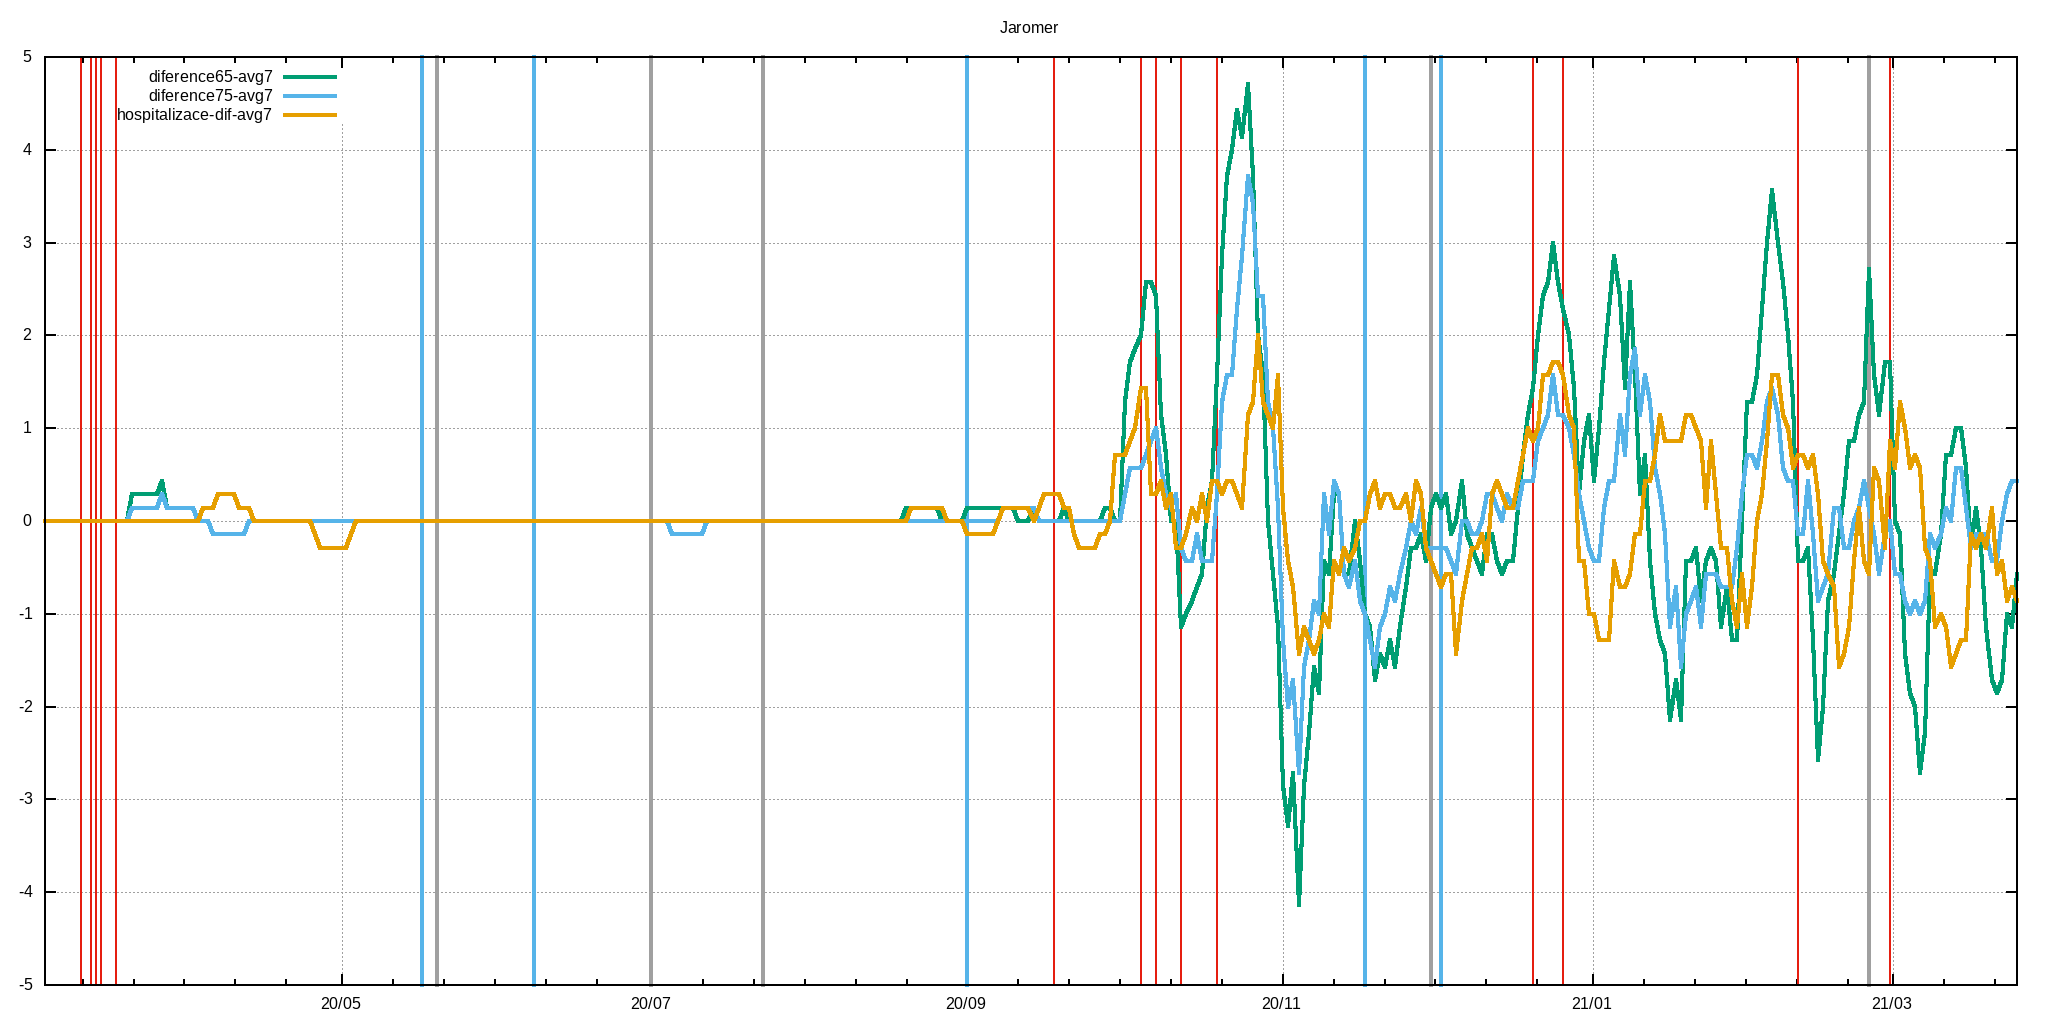 Jaromer
5
diference65-avg7
diference75-avg7
hospitalizace-dif-avg7
4
3
2
1
0
-1
-2
-3
-4
-5
20/05 20/07 20/09 20/11 21/01 21/03